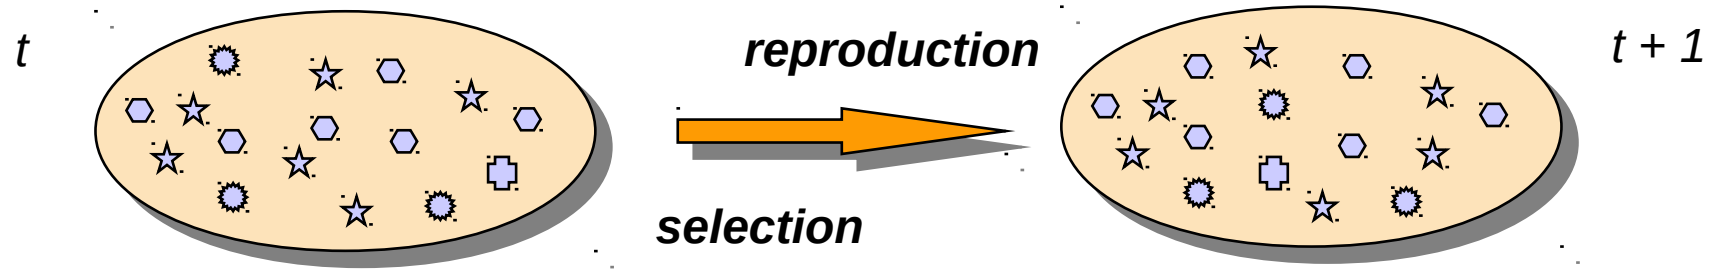 t
reproduction
t + 1
selection